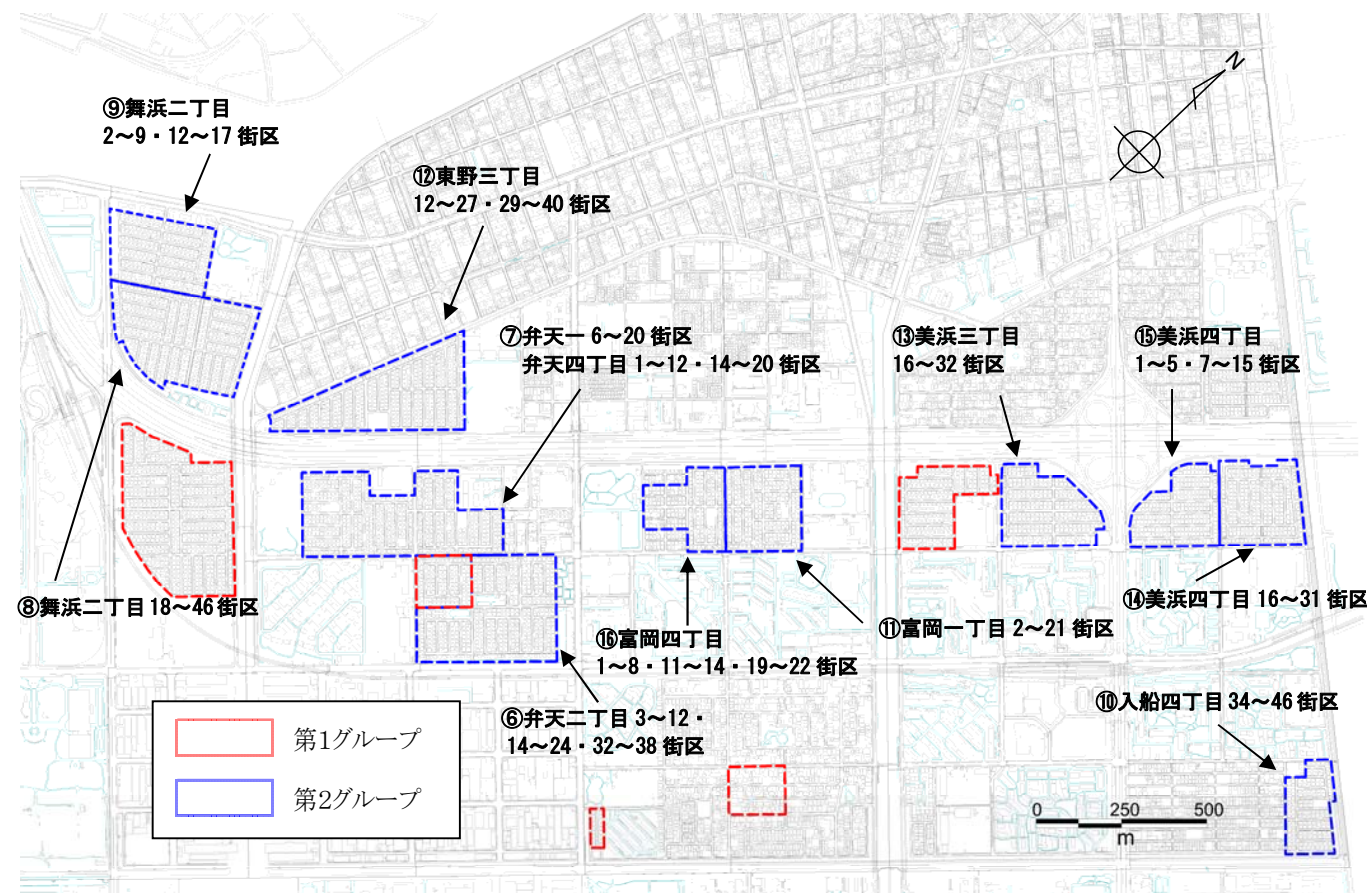 ⑨舞浜二丁目
2～9・12～17 街区
N
⑫東野三丁目
12～27・29～40 街区
⑦弁天一 6～20 街区
弁天四丁目 1～12・14～20 街区
⑬美浜三丁目
16～32 街区
⑮美浜四丁目
1～5・7～15 街区
⑧舞浜二丁目 18～46 街区
⑭美浜四丁目 16～31 街区
⑪富岡一丁目 2～21 街区
⑯富岡四丁目
1～8・11～14・19～22 街区
⑥弁天二丁目 3～12・
14～24・32～38 街区
⑩入船四丁目 34～46 街区
第1グループ
第2グループ
0 250 500
m